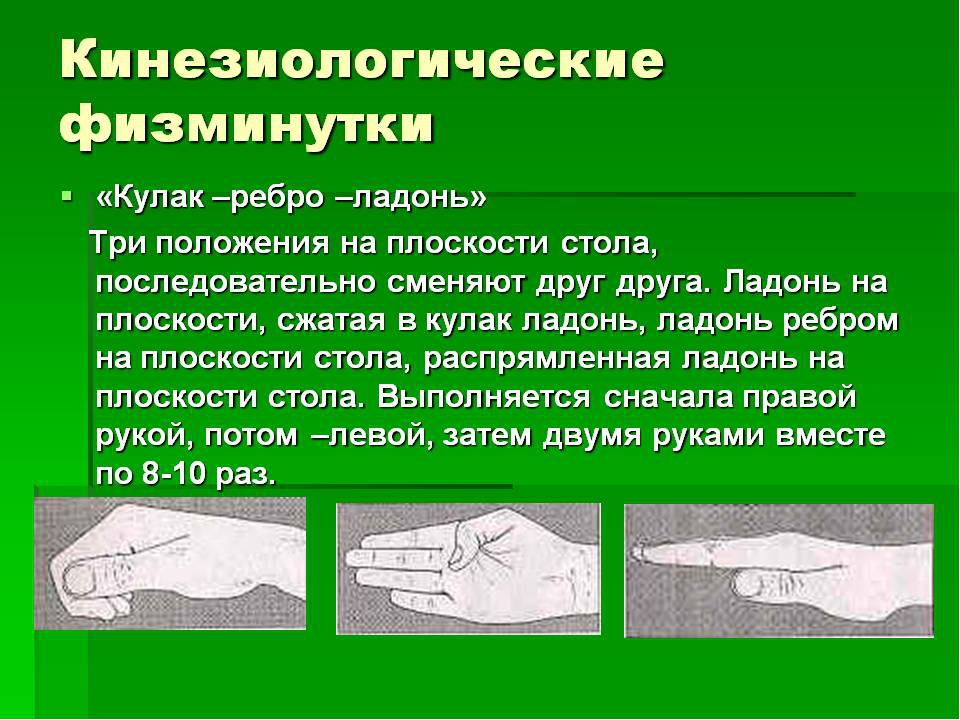 Кинезиологические
физминутки
«Кулак –ребро –ладонь»
Три положения на плоскости стола,
последовательно сменяют друг друга. Ладонь на
плоскости, сжатая в кулак ладонь, ладонь ребром
на плоскости стола, распрямленная ладонь на
плоскости стола. Выполняется сначала правой
рукой, потом –левой, затем двумя руками вместе
по 8-10 раз.